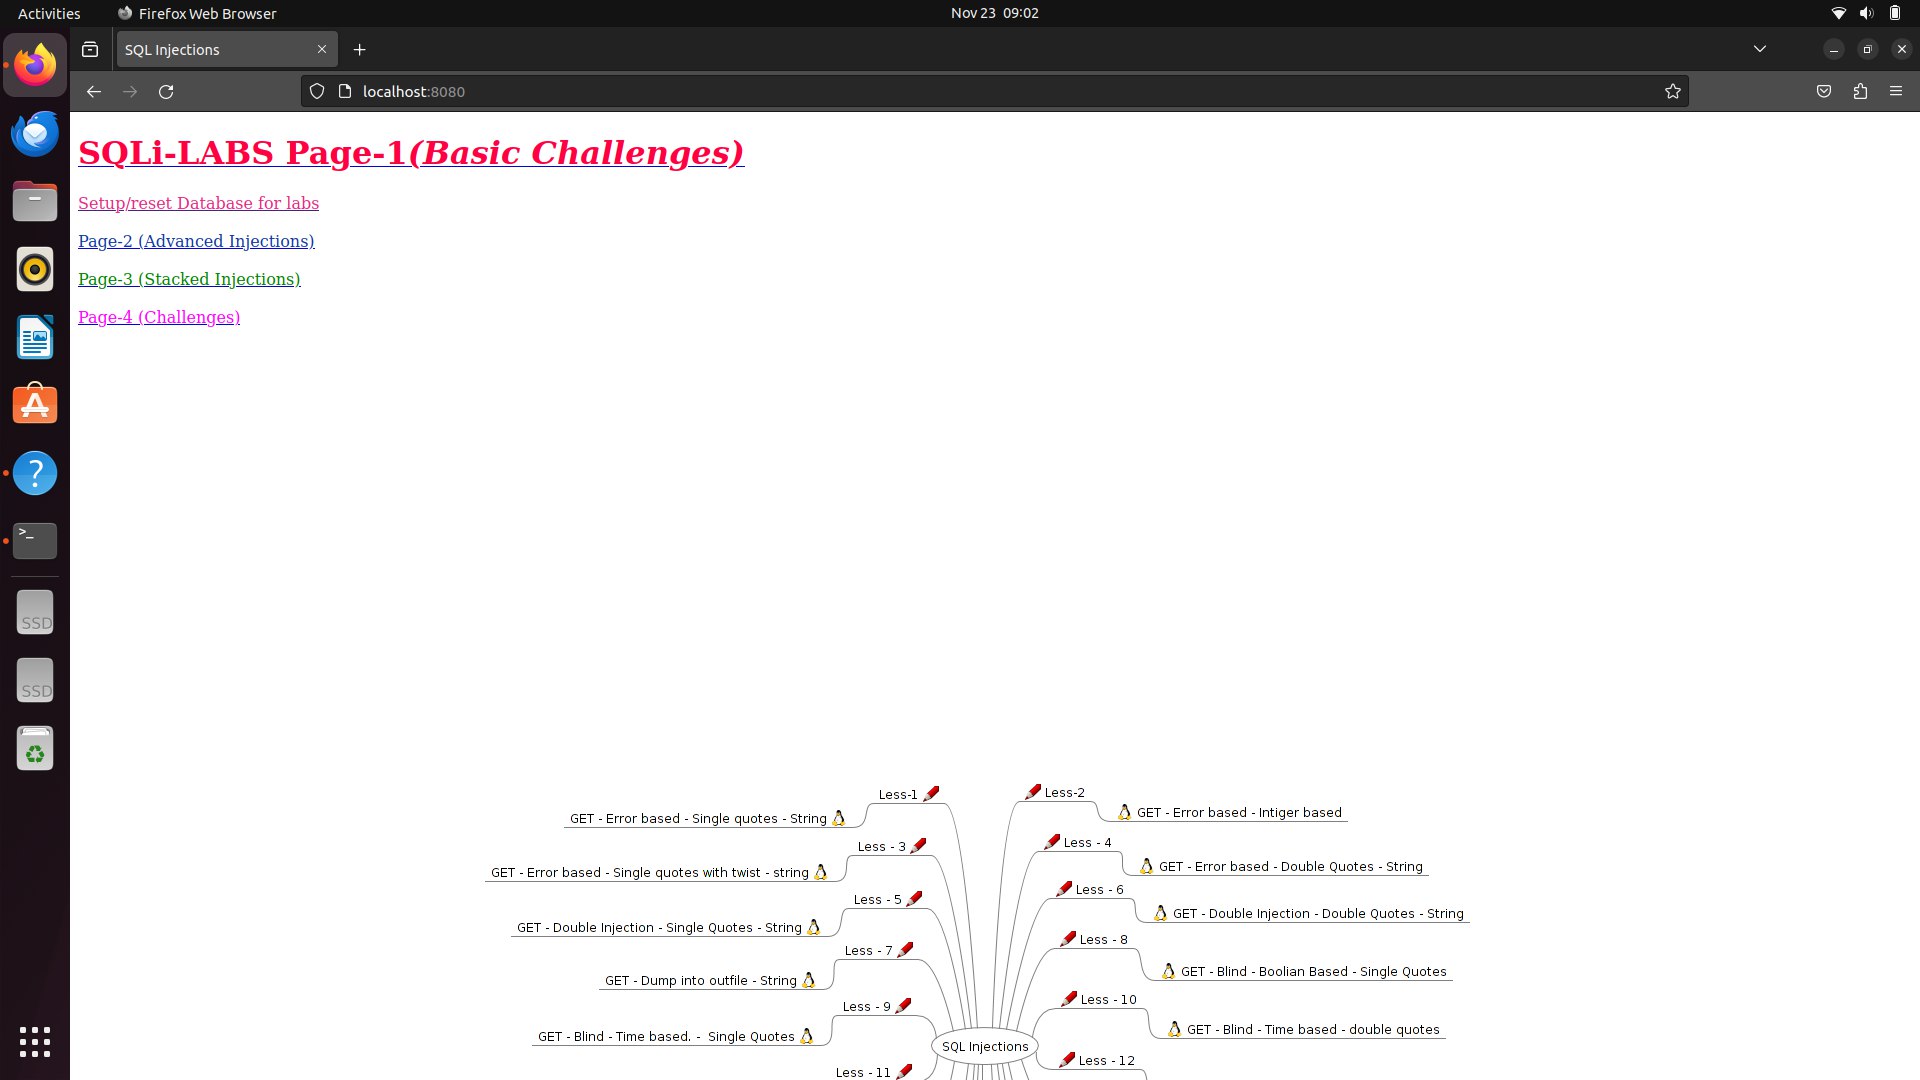 Activities
Firefox Web Browser
Nov 23 09:02
SQL Injections
localhost:8080
SQLi-LABS Page-1(Basic Challenges)
Setup/reset Database for labs
Page-2 (Advanced Injections)
Page-3 (Stacked Injections)
Page-4 (Challenges)
>_
SSD
SSD
Less-1
GET - Error based - Single quotes - String
Less-2
GET - Error based - Intiger based
Less - 3
GET - Error based - Single quotes with twist - string
Less - 4
GET - Error based - Double Quotes - String
Less - 5
GET - Double Injection - Single Quotes - String
Less - 6
GET - Double Injection - Double Quotes - String
Less - 7
GET - Dump into outfile - String
Less - 8
GET - Blind - Boolian Based - Single Quotes
Less - 9
GET - Blind - Time based. - Single Quotes
Less - 10
GET - Blind - Time based - double quotes
SQL Injections
Less - 11
Less - 12